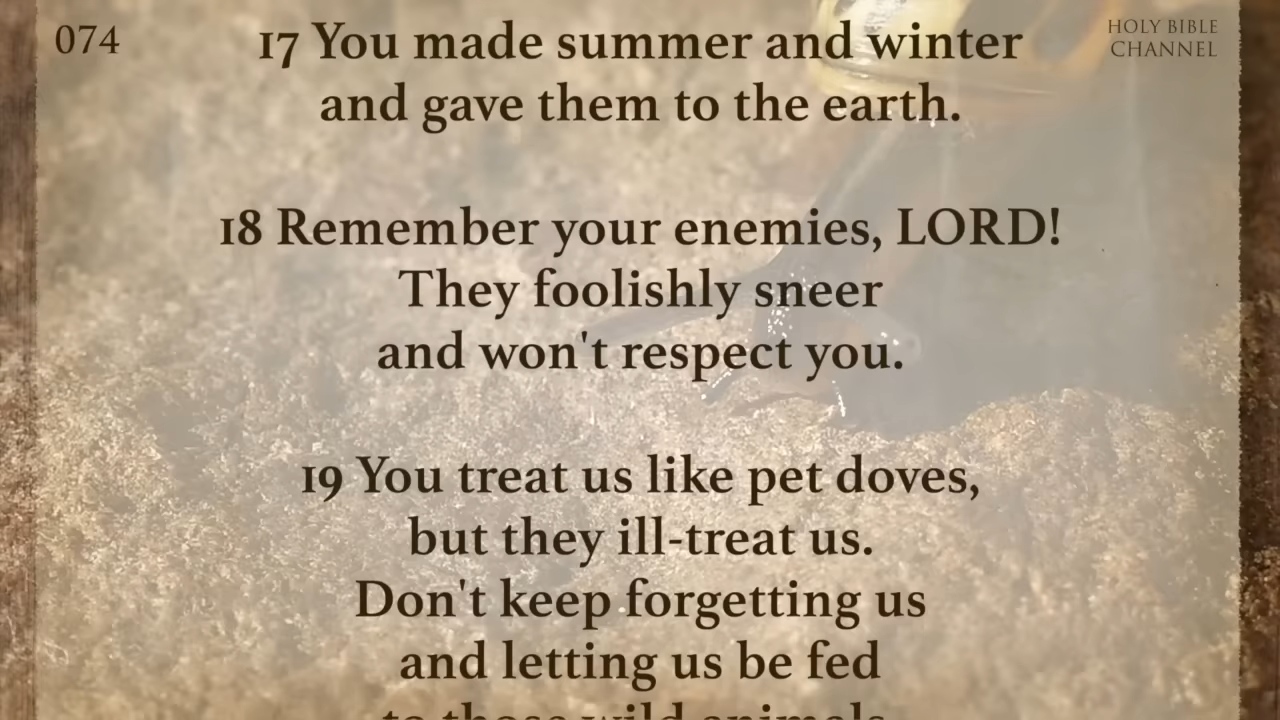 074
HOLY BIBLE
CHANNEL
17 You made summer and winter
and gave them to the earth.
18 Remember your enemies, LORD!
They foolishly sneer
and won't respect you.
19 You treat us like pet doves,
but they ill-treat us.
Don't keep forgetting us
and letting us be fed
to those wild animals.